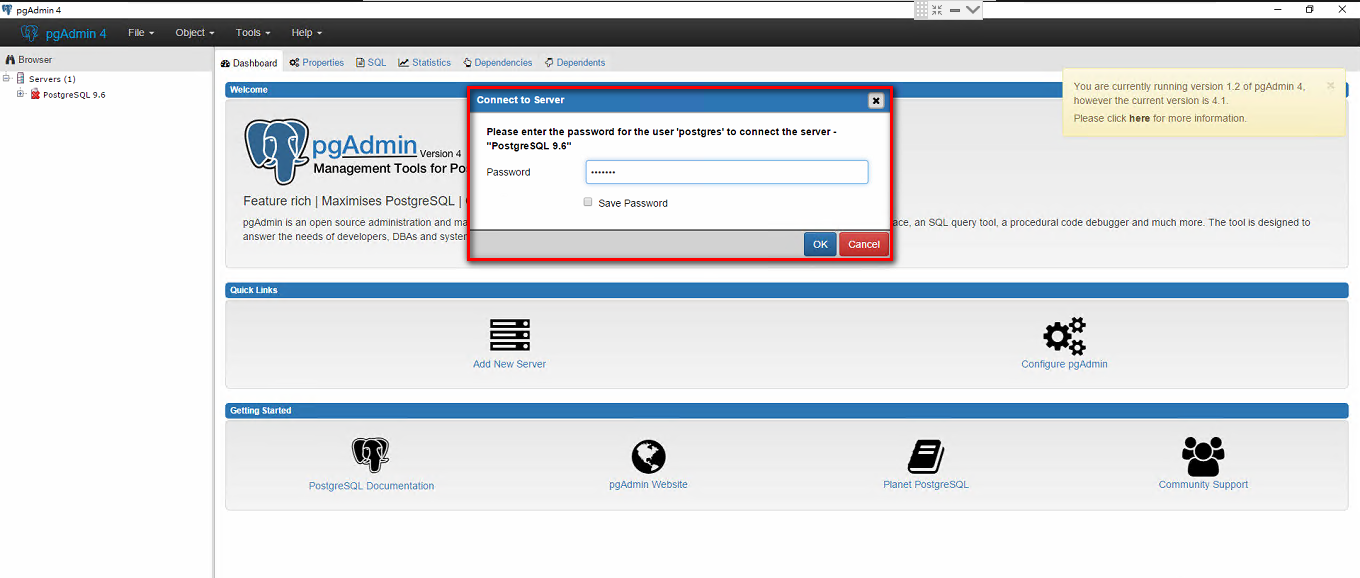 pgAdmin 4
pgAdmin 4 File Object Tools Help
Browser
Servers (1)
PostgreSQL 9.6
Dashboard Properties SQL Statistics Dependencies Dependents
Welcome
You are currently running version 1.2 of pgAdmin 4,
however the current version is 4.1.
Please click here for more information.
pgAdmin Version 4
Management Tools for Po
Feature rich | Maximises PostgreSQL |
pgAdmin is an open source administration and ma
ace, an SQL query tool, a procedural code debugger and much more. The tool is designed to
answer the needs of developers, DBAs and system
Connect to Server
Please enter the password for the user 'postgres' to connect the server -
"PostgreSQL 9.6"
Password •••••••
Save Password
OK Cancel
Quick Links
Add New Server
Configure pgAdmin
Getting Started
PostgreSQL Documentation
pgAdmin Website
Planet PostgreSQL
Community Support